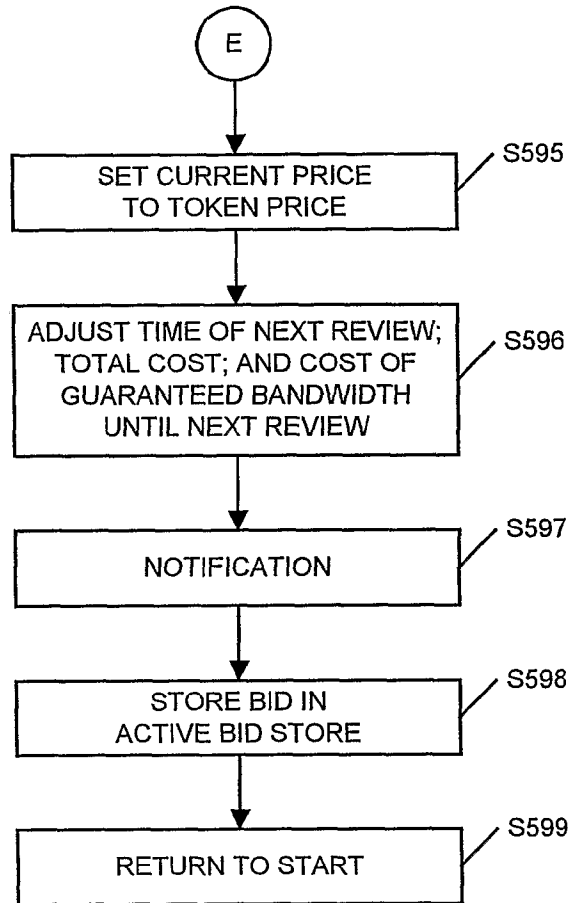 E
SET CURRENT PRICE
TO TOKEN PRICE
S595
ADJUST TIME OF NEXT REVIEW;
TOTAL COST; AND COST OF
GUARANTEED BANDWIDTH
UNTIL NEXT REVIEW
S596
NOTIFICATION
S597
STORE BID IN
ACTIVE BID STORE
S598
RETURN TO START
S599